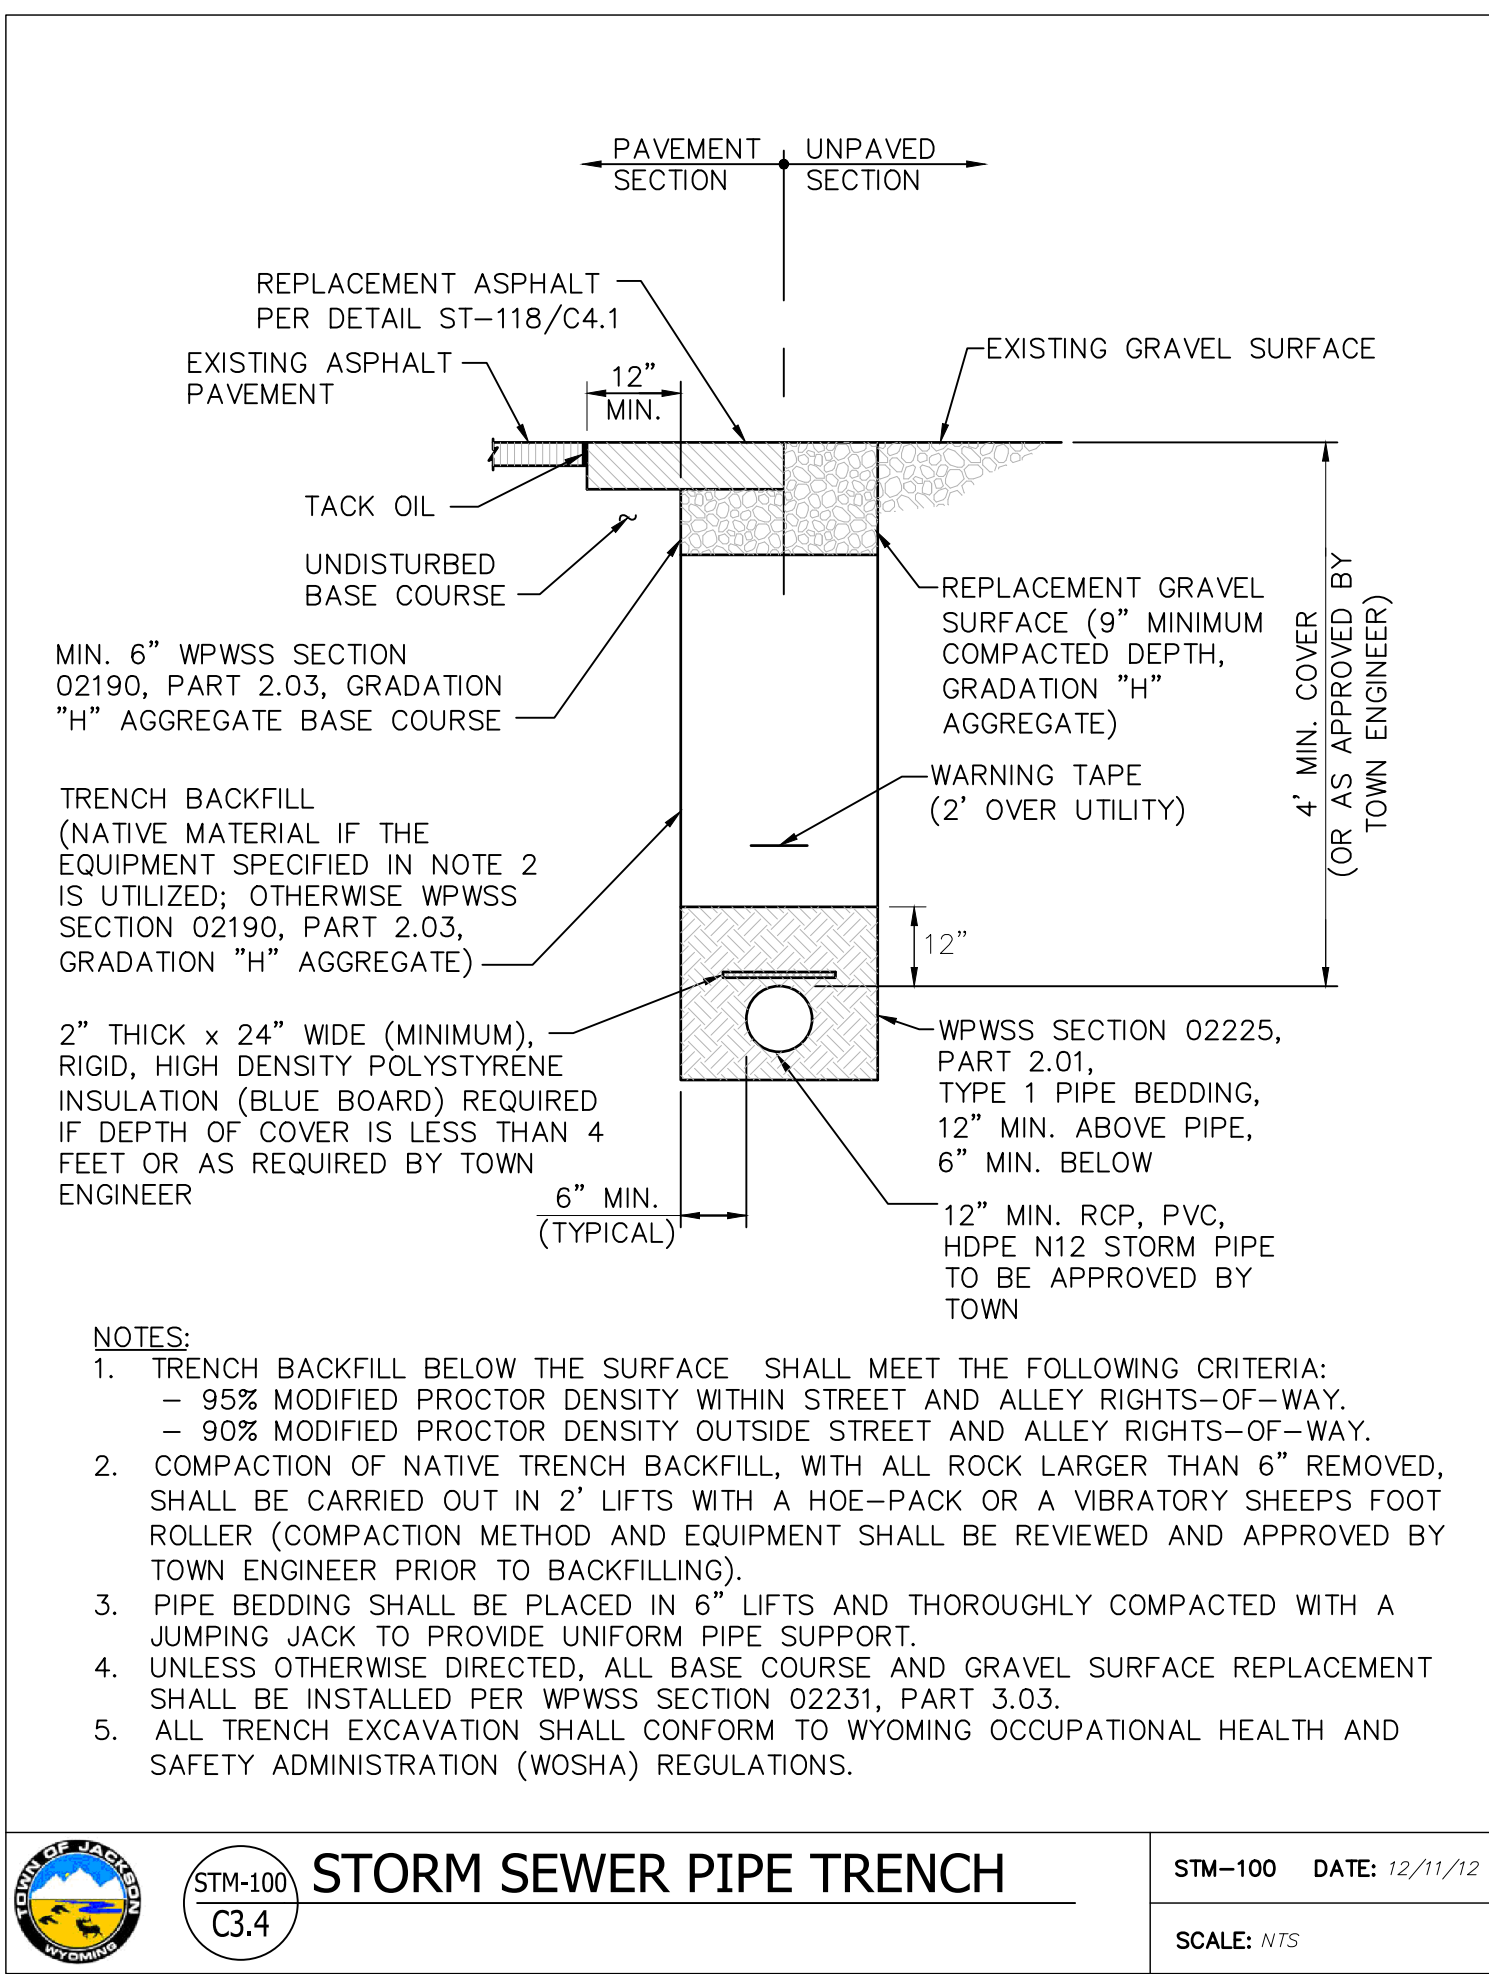 PAVEMENT
SECTION
UNPAVED
SECTION
REPLACEMENT ASPHALT
PER DETAIL ST-118/C4.1
EXISTING ASPHALT
PAVEMENT
12"
MIN.
EXISTING GRAVEL SURFACE
TACK OIL
UNDISTURBED
BASE COURSE
MIN. 6" WPWSS SECTION
02190, PART 2.03, GRADATION
"H" AGGREGATE BASE COURSE
REPLACEMENT GRAVEL
SURFACE (9" MINIMUM
COMPACTED DEPTH,
GRADATION "H"
AGGREGATE)
4' MIN. COVER
(OR AS APPROVED BY
TOWN ENGINEER)
WARNING TAPE
(2' OVER UTILITY)
TRENCH BACKFILL
(NATIVE MATERIAL IF THE
EQUIPMENT SPECIFIED IN NOTE 2
IS UTILIZED; OTHERWISE WPWSS
SECTION 02190, PART 2.03,
GRADATION "H" AGGREGATE)
12"
2" THICK x 24" WIDE (MINIMUM),
RIGID, HIGH DENSITY POLYSTYRENE
INSULATION (BLUE BOARD) REQUIRED
IF DEPTH OF COVER IS LESS THAN 4
FEET OR AS REQUIRED BY TOWN
ENGINEER
WPWSS SECTION 02225,
PART 2.01,
TYPE 1 PIPE BEDDING,
12" MIN. ABOVE PIPE,
6" MIN. BELOW
6" MIN.
(TYPICAL)
12" MIN. RCP, PVC,
HDPE N12 STORM PIPE
TO BE APPROVED BY
TOWN
NOTES:
1. TRENCH BACKFILL BELOW THE SURFACE SHALL MEET THE FOLLOWING CRITERIA:
- 95% MODIFIED PROCTOR DENSITY WITHIN STREET AND ALLEY RIGHTS-OF-WAY.
- 90% MODIFIED PROCTOR DENSITY OUTSIDE STREET AND ALLEY RIGHTS-OF-WAY.
2. COMPACTION OF NATIVE TRENCH BACKFILL, WITH ALL ROCK LARGER THAN 6" REMOVED,
SHALL BE CARRIED OUT IN 2' LIFTS WITH A HOE-PACK OR A VIBRATORY SHEEPS FOOT
ROLLER (COMPACTION METHOD AND EQUIPMENT SHALL BE REVIEWED AND APPROVED BY
TOWN ENGINEER PRIOR TO BACKFILLING).
3. PIPE BEDDING SHALL BE PLACED IN 6" LIFTS AND THOROUGHLY COMPACTED WITH A
JUMPING JACK TO PROVIDE UNIFORM PIPE SUPPORT.
4. UNLESS OTHERWISE DIRECTED, ALL BASE COURSE AND GRAVEL SURFACE REPLACEMENT
SHALL BE INSTALLED PER WPWSS SECTION 02231, PART 3.03.
5. ALL TRENCH EXCAVATION SHALL CONFORM TO WYOMING OCCUPATIONAL HEALTH AND
SAFETY ADMINISTRATION (WOSHA) REGULATIONS.
TOWN OF JACKSON
WYOMING
STM-100
C3.4
STORM SEWER PIPE TRENCH
STM-100 DATE: 12/11/12
SCALE: NTS